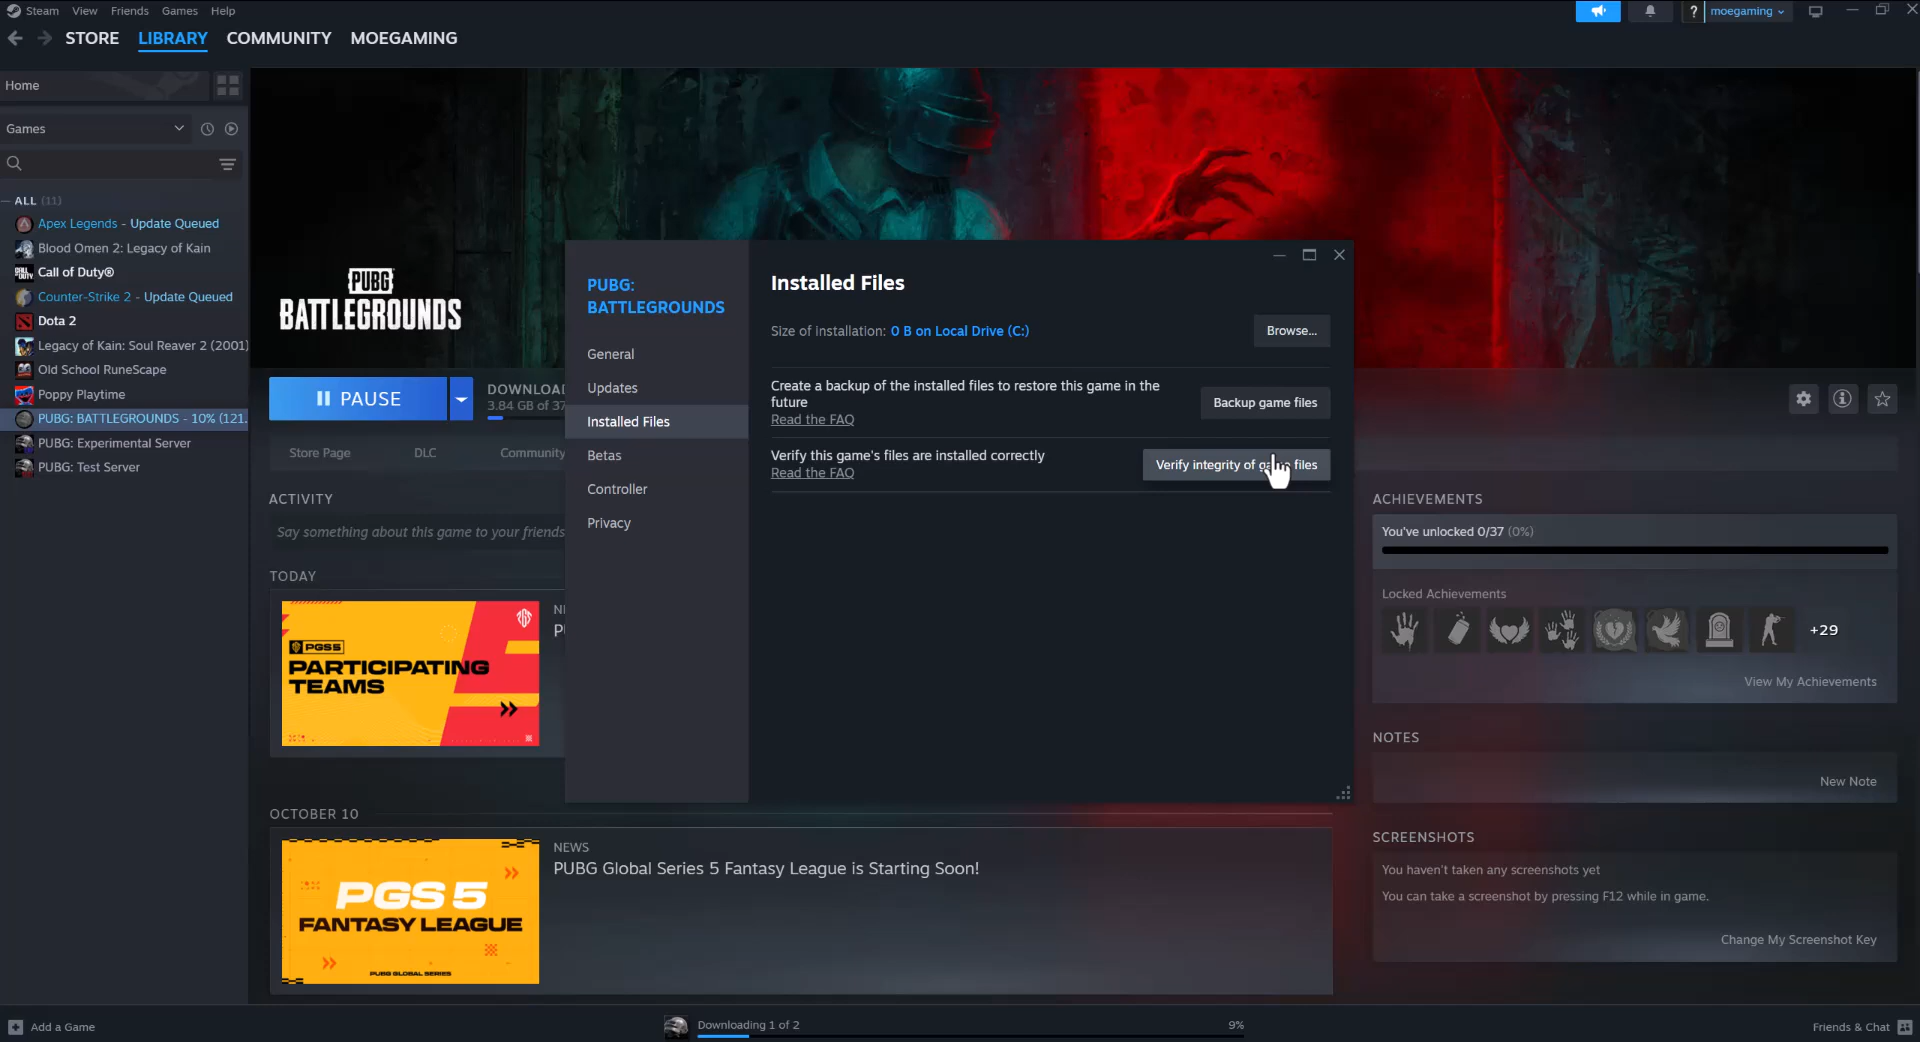 Steam View Friends Games Help
? moegaming
STORE LIBRARY COMMUNITY MOEGAMING
Home
Games
ALL (11)
Apex Legends - Update Queued
Blood Omen 2: Legacy of Kain
Call of Duty®
Counter-Strike 2 - Update Queued
Dota 2
Legacy of Kain: Soul Reaver 2 (2001)
Old School RuneScape
Poppy Playtime
PUBG: BATTLEGROUNDS - 10% (121.
PUBG: Experimental Server
PUBG: Test Server
PUBG
BATTLEGROUNDS
PAUSE
DOWNLOAD
3.84 GB of 37
Store Page DLC Community
ACTIVITY
Say something about this game to your friends
TODAY
PGS5
PARTICIPATING
TEAMS
OCTOBER 10
PGS 5
FANTASY LEAGUE
PUBG GLOBAL SERIES
NEWS
PUBG Global Series 5 Fantasy League is Starting Soon!
PUBG:
BATTLEGROUNDS
General
Updates
Installed Files
Betas
Controller
Privacy
Installed Files
Size of installation: 0 B on Local Drive (C:)
Browse...
Create a backup of the installed files to restore this game in the
future
Read the FAQ
Backup game files
Verify this game's files are installed correctly
Read the FAQ
Verify integrity of game files
ACHIEVEMENTS
You've unlocked 0/37 (0%)
Locked Achievements
+29
View My Achievements
NOTES
New Note
SCREENSHOTS
You haven't taken any screenshots yet
You can take a screenshot by pressing F12 while in game.
Change My Screenshot Key
Add a Game
Downloading 1 of 2
9%
Friends & Chat